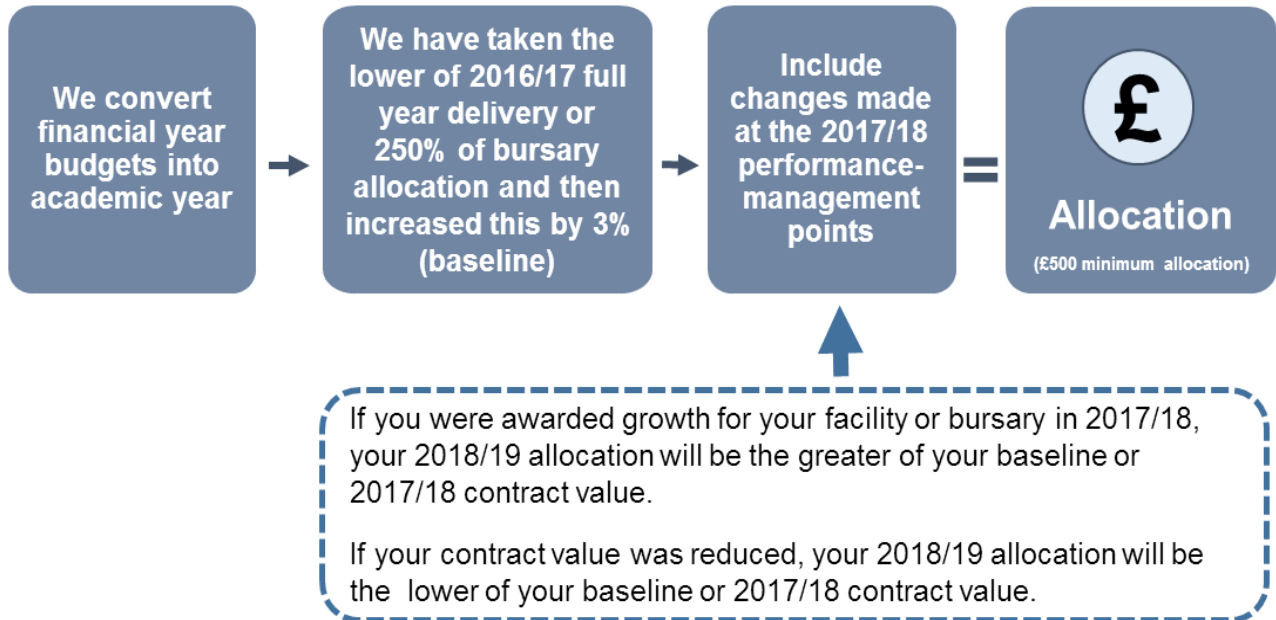 We convert
financial year
budgets into
academic year
We have taken the
lower of 2016/17 full
year delivery or
250% of bursary
allocation and then
increased this by 3%
(baseline)
Include
changes made
at the 2017/18
performance-
management
points
=
£
Allocation
(£500 minimum allocation)
If you were awarded growth for your facility or bursary in 2017/18,
your 2018/19 allocation will be the greater of your baseline or
2017/18 contract value.
If your contract value was reduced, your 2018/19 allocation will be
the lower of your baseline or 2017/18 contract value.